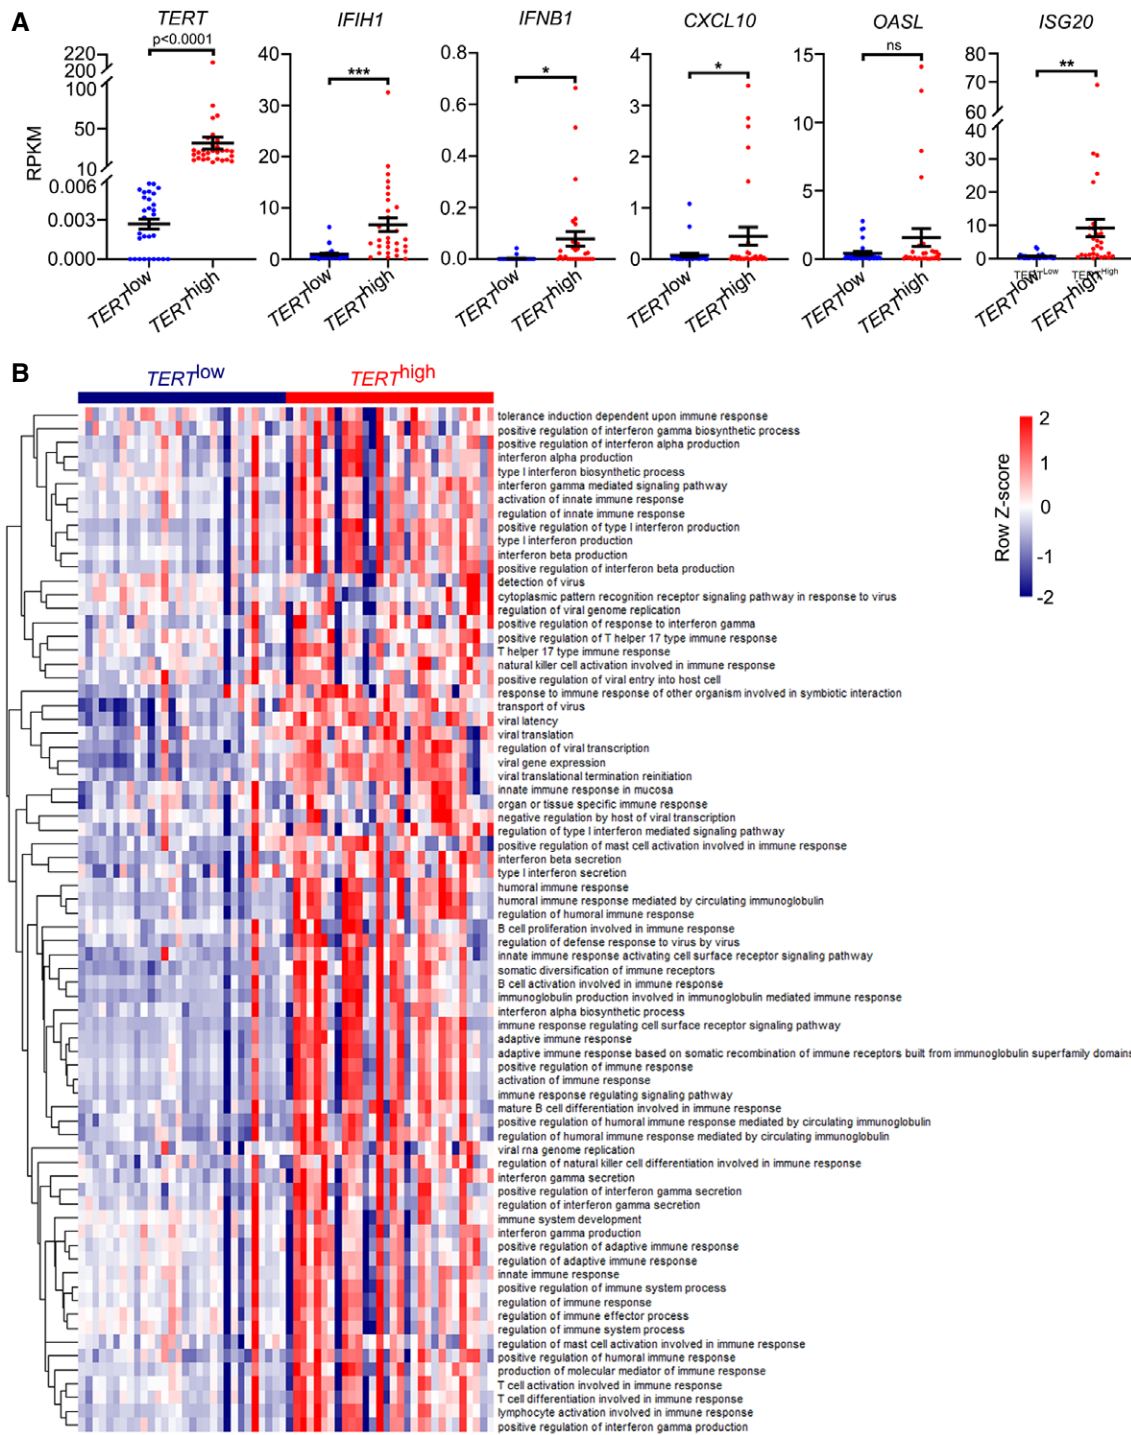 A
TERT
IFIH1
IFNB1
CXCL10
OASL
ISG20
p<0.0001
***
*
*
ns
**
RPKM
220
200
100
50
10
0.006
0.003
0.000
40
30
20
10
0
0.8
0.6
0.4
0.2
0.0
4
3
2
1
0
15
10
5
0
80
70
60
40
30
20
10
0
TERTlow
TERThigh
TERTlow
TERThigh
TERTlow
TERThigh
TERTlow
TERThigh
TERTlow
TERThigh
TERTlow
TERThigh
TERTLow
TERTHigh
B
TERTlow
TERThigh
tolerance induction dependent upon immune response
positive regulation of interferon gamma biosynthetic process
positive regulation of interferon alpha production
interferon alpha production
type I interferon biosynthetic process
interferon gamma mediated signaling pathway
activation of innate immune response
regulation of innate immune response
positive regulation of type I interferon production
type I interferon production
interferon beta production
positive regulation of interferon beta production
detection of virus
cytoplasmic pattern recognition receptor signaling pathway in response to virus
regulation of viral genome replication
positive regulation of response to interferon gamma
positive regulation of T helper 17 type immune response
T helper 17 type immune response
natural killer cell activation involved in immune response
positive regulation of viral entry into host cell
response to immune response of other organism involved in symbiotic interaction
transport of virus
viral latency
viral translation
regulation of viral transcription
viral gene expression
viral translational termination reinitiation
innate immune response in mucosa
organ or tissue specific immune response
negative regulation by host of viral transcription
regulation of type I interferon mediated signaling pathway
positive regulation of mast cell activation involved in immune response
interferon beta secretion
type I interferon secretion
humoral immune response
humoral immune response mediated by circulating immunoglobulin
regulation of humoral immune response
B cell proliferation involved in immune response
regulation of defense response to virus by virus
innate immune response activating cell surface receptor signaling pathway
somatic diversification of immune receptors
B cell activation involved in immune response
immunoglobulin production involved in immunoglobulin mediated immune response
interferon alpha biosynthetic process
immune response regulating cell surface receptor signaling pathway
adaptive immune response
adaptive immune response based on somatic recombination of immune receptors built from immunoglobulin superfamily domains
positive regulation of immune response
activation of immune response
immune response regulating signaling pathway
mature B cell differentiation involved in immune response
positive regulation of humoral immune response mediated by circulating immunoglobulin
regulation of humoral immune response mediated by circulating immunoglobulin
viral rna genome replication
regulation of natural killer cell differentiation involved in immune response
interferon gamma secretion
positive regulation of interferon gamma secretion
regulation of interferon gamma secretion
immune system development
interferon gamma production
positive regulation of adaptive immune response
regulation of adaptive immune response
innate immune response
positive regulation of immune system process
regulation of immune response
regulation of immune effector process
regulation of immune system process
regulation of mast cell activation involved in immune response
positive regulation of humoral immune response
production of molecular mediator of immune response
T cell activation involved in immune response
T cell differentiation involved in immune response
lymphocyte activation involved in immune response
positive regulation of interferon gamma production
Row Z-score
2
1
0
-1
-2